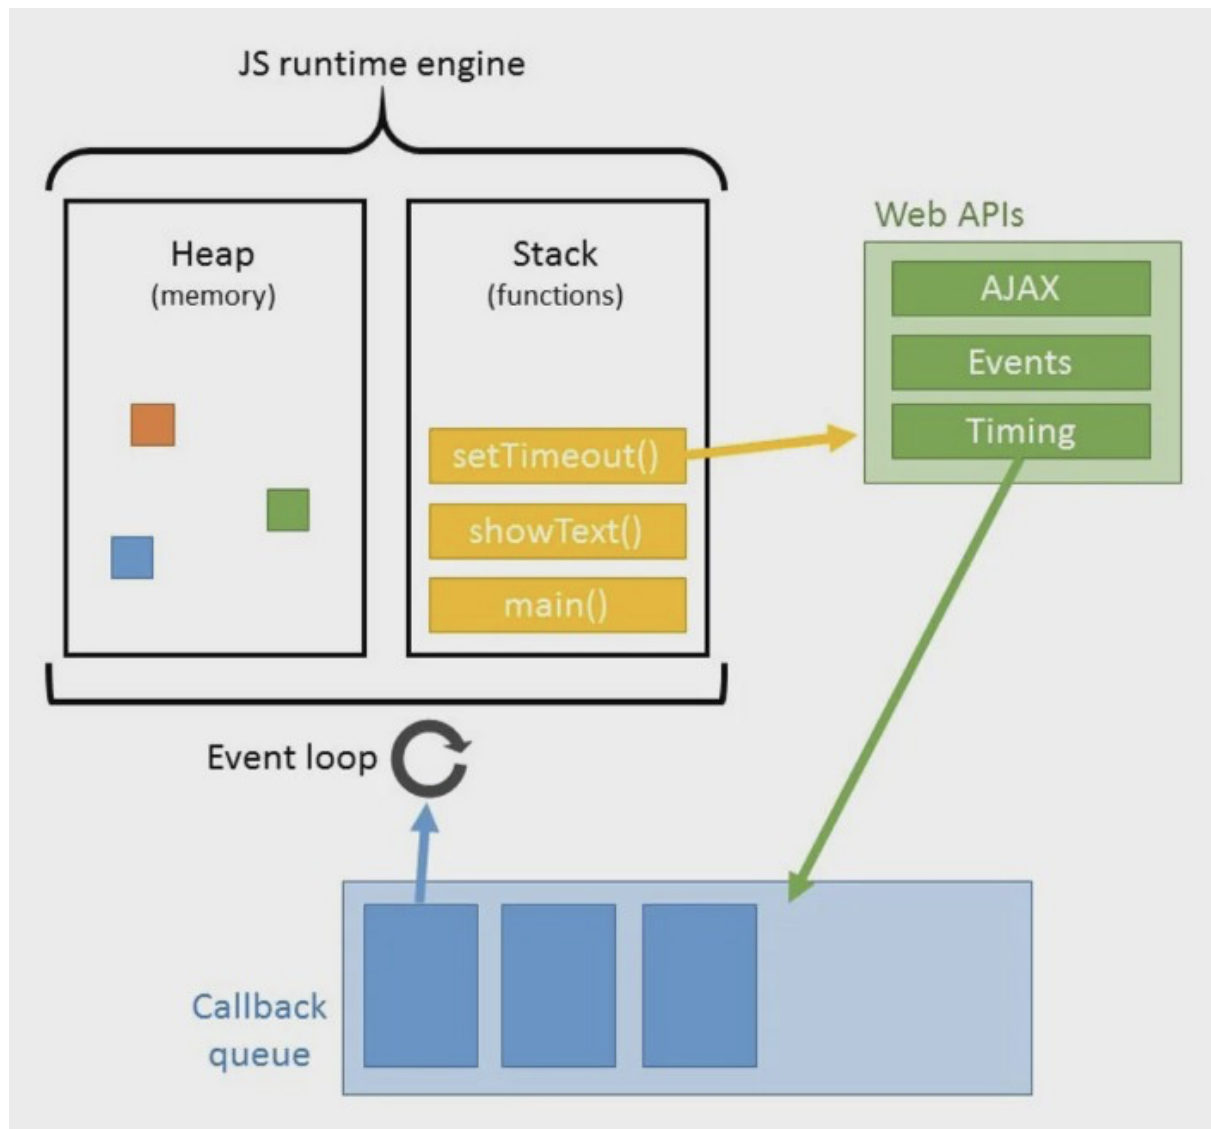 JS runtime engine
Heap
(memory)
Stack
(functions)
setTimeout()
showText()
main()
Web APIs
AJAX
Events
Timing
Event loop
Callback
queue